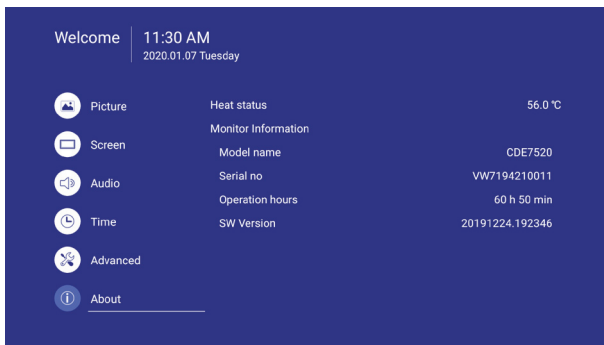 Welcome
11:30 AM
2020.01.07 Tuesday
Picture
Screen
Audio
Time
Advanced
About
Heat status 56.0 ℃
Monitor Information
Model name CDE7520
Serial no VW7194210011
Operation hours 60 h 50 min
SW Version 20191224.192346